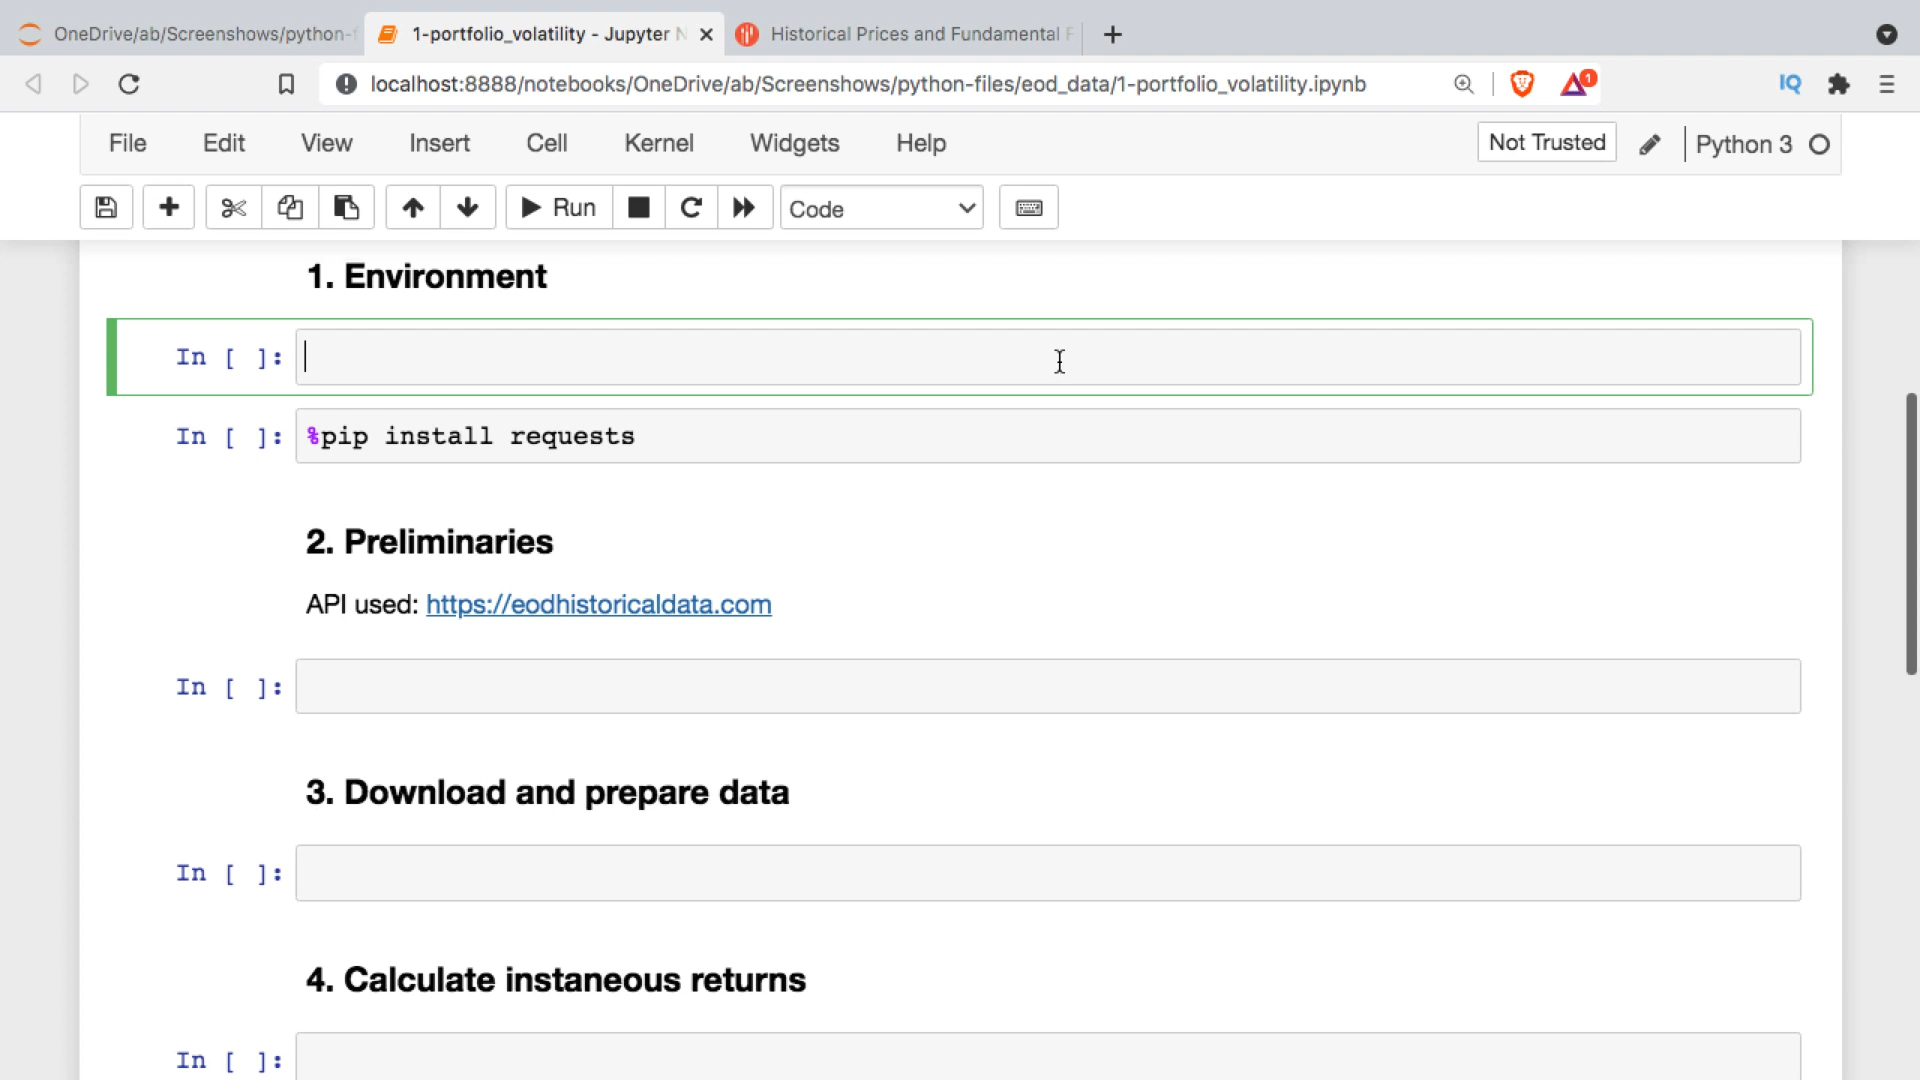 OneDrive/ab/Screenshows/python-f
1-portfolio_volatility - Jupyter N
Historical Prices and Fundamental F
localhost:8888/notebooks/OneDrive/ab/Screenshows/python-files/eod_data/1-portfolio_volatility.ipynb
1
IQ
File Edit View Insert Cell Kernel Widgets Help
Not Trusted
Python 3
Run
Code
1. Environment
In [ ]:
In [ ]: %pip install requests
2. Preliminaries
API used: https://eodhistoricaldata.com
In [ ]:
3. Download and prepare data
In [ ]:
4. Calculate instaneous returns
In [ ]: